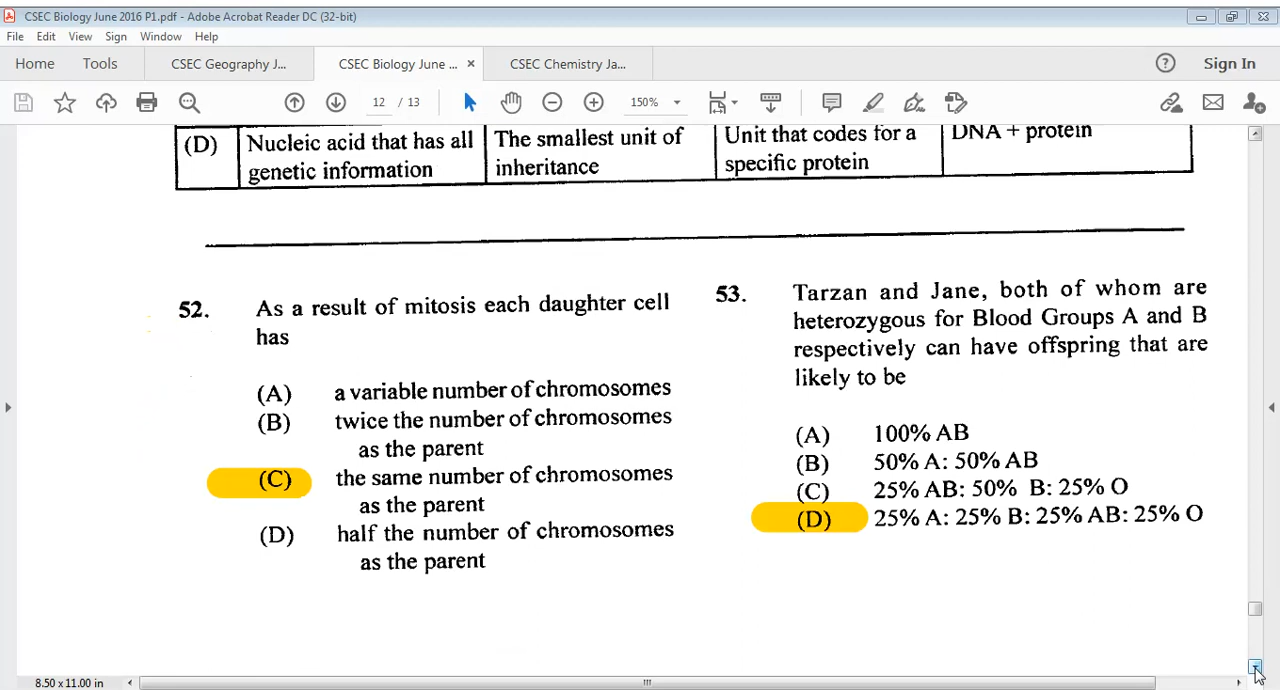 CSEC Biology June 2016 P1.pdf - Adobe Acrobat Reader DC (32-bit)
File Edit View Sign Window Help
Home Tools CSEC Geography J... CSEC Biology June ... × CSEC Chemistry Ja... Sign In
12 / 13 150%
(D) Nucleic acid that has all genetic information The smallest unit of inheritance Unit that codes for a specific protein DNA + protein
52. As a result of mitosis each daughter cell
has
(A) a variable number of chromosomes
(B) twice the number of chromosomes
as the parent
(C) the same number of chromosomes
as the parent
(D) half the number of chromosomes
as the parent
53. Tarzan and Jane, both of whom are
heterozygous for Blood Groups A and B
respectively can have offspring that are
likely to be
(A) 100% AB
(B) 50% A: 50% AB
(C) 25% AB: 50% B: 25% O
(D) 25% A: 25% B: 25% AB: 25% O
8.50 x 11.00 in